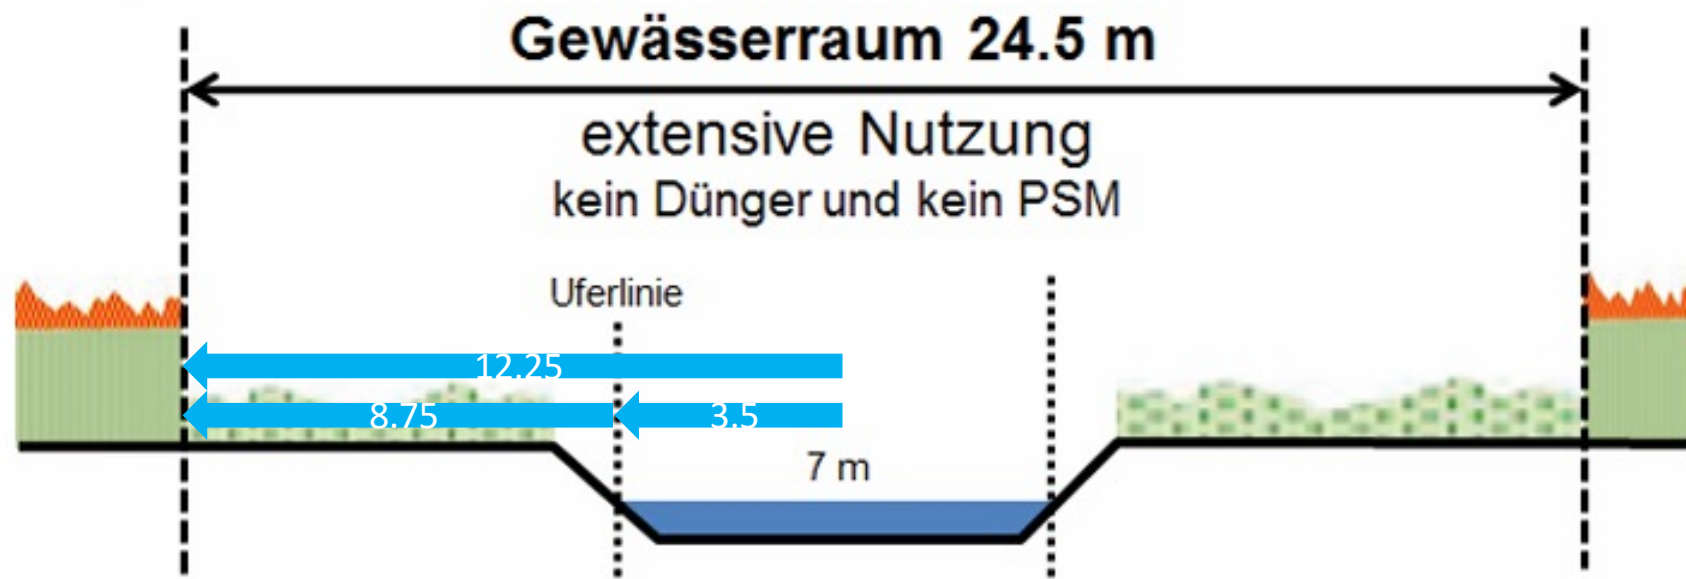 Gewässerraum 24.5 m
extensive Nutzung
kein Dünger und kein PSM
Uferlinie
12.25
8.75
3.5
7 m